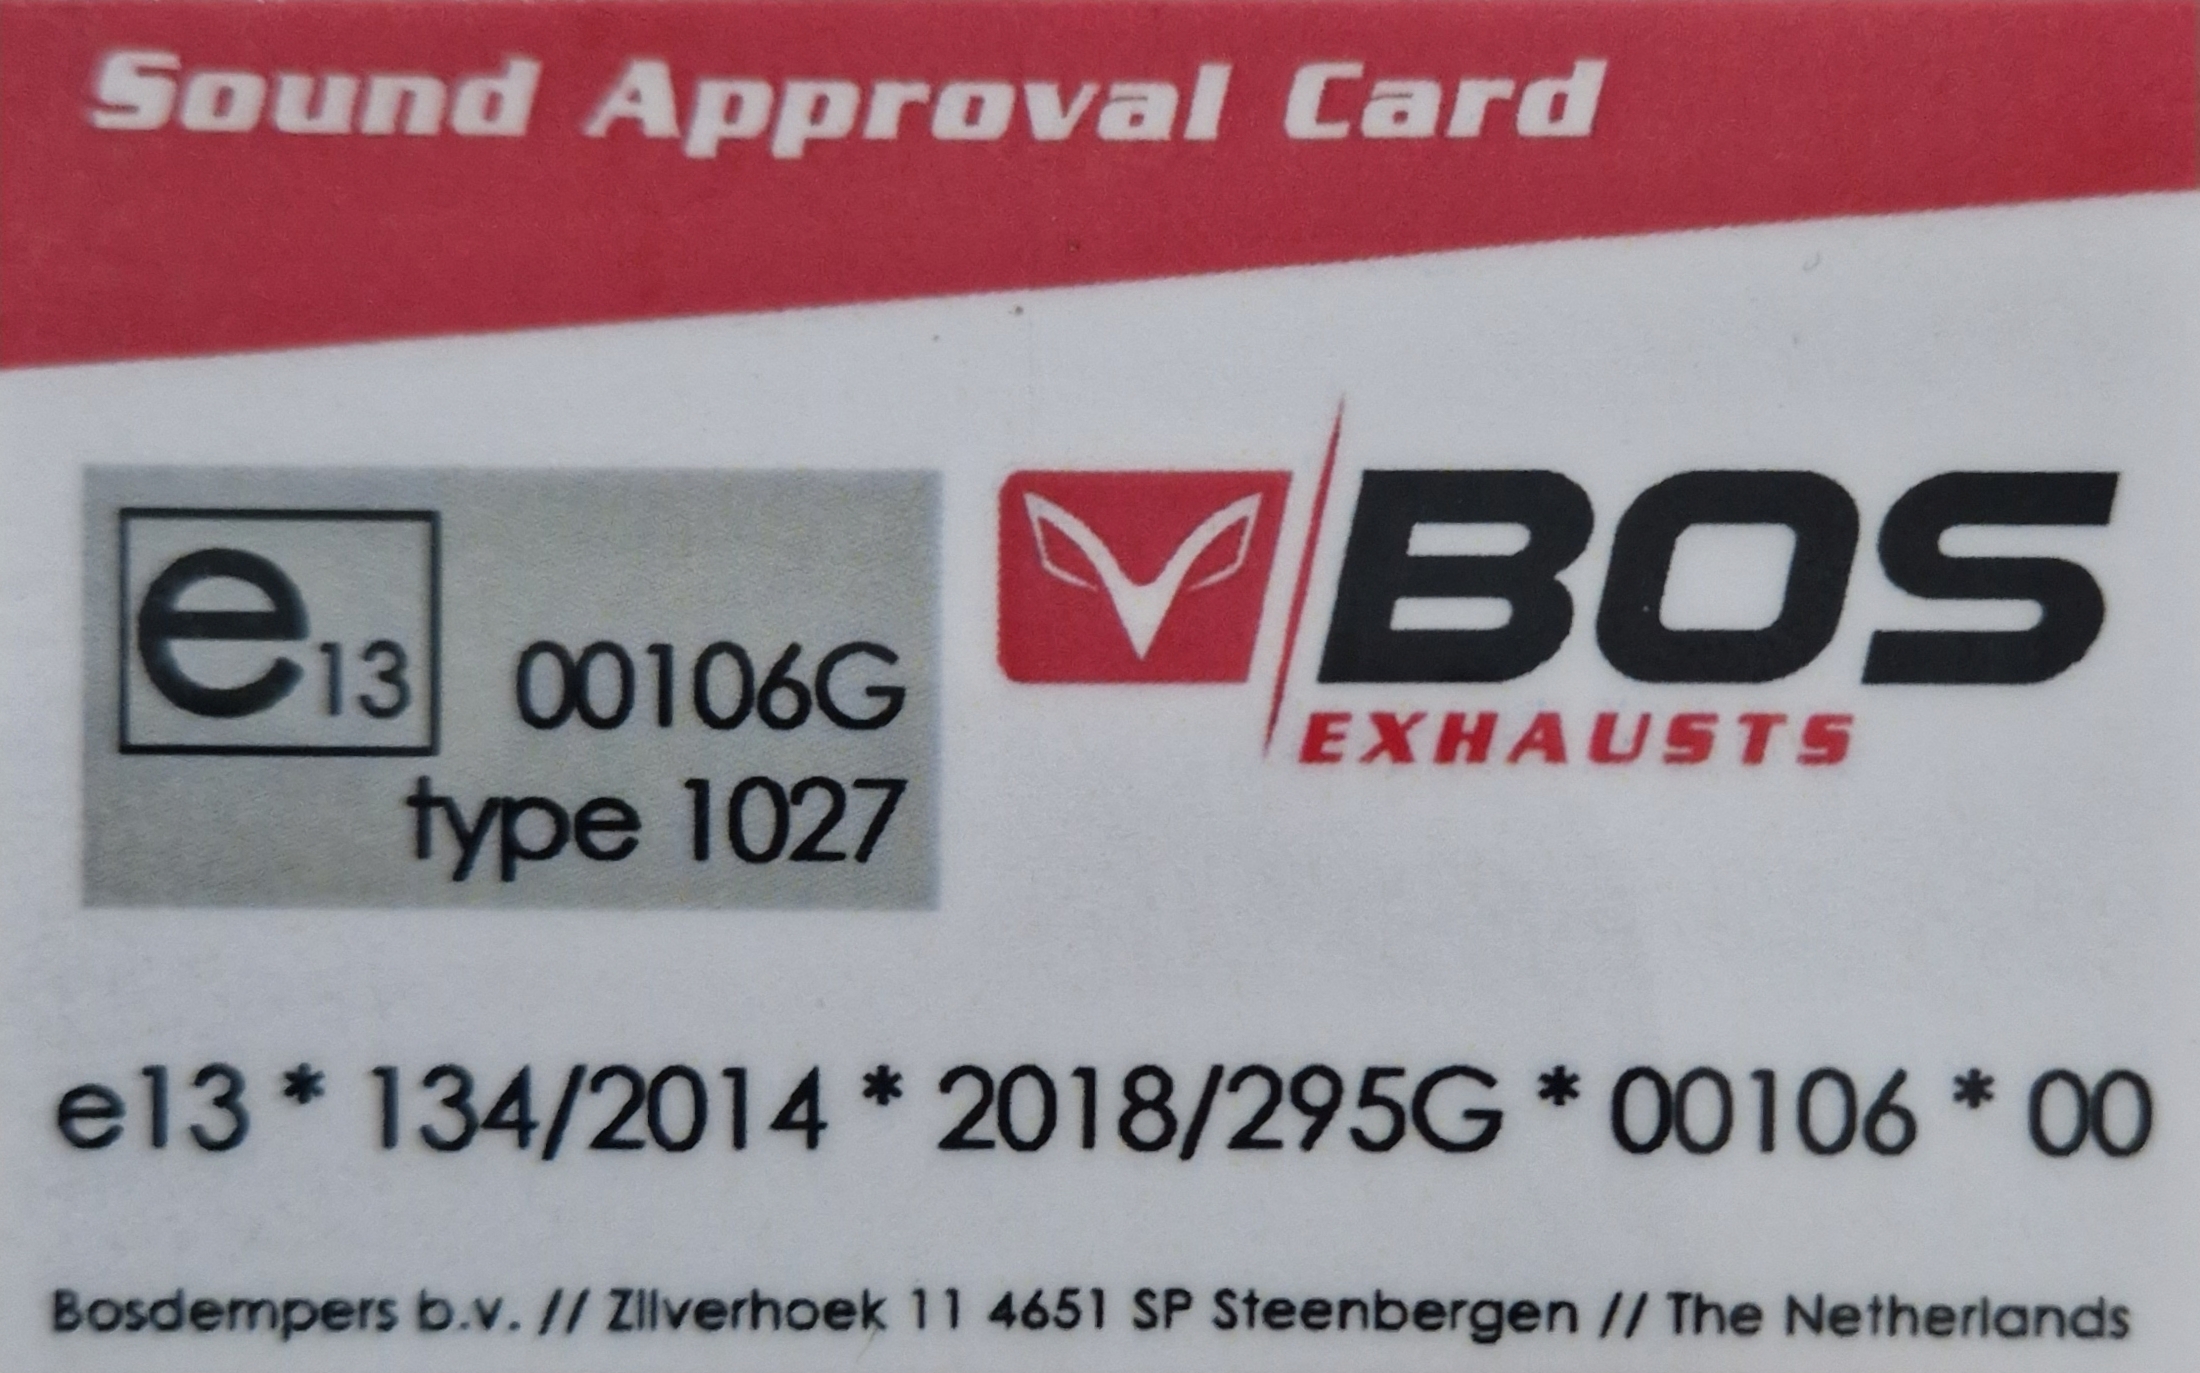 Sound Approval Card
e13 00106G
type 1027
BOS
EXHAUSTS
e13 * 134/2014 * 2018/295G * 00106 * 00
Bosdempers b.v. // Zilverhoek 11 4651 SP Steenbergen // The Netherlands